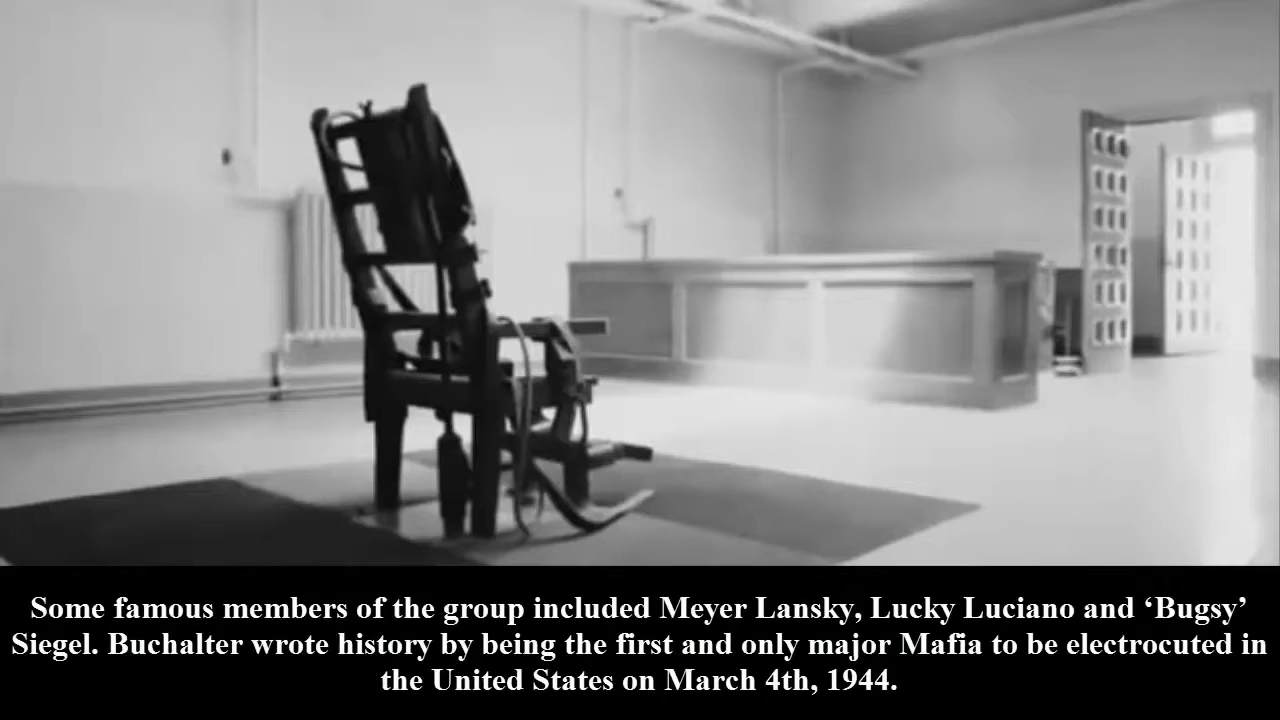 Some famous members of the group included Meyer Lansky, Lucky Luciano and ‘Bugsy’
Siegel. Buchalter wrote history by being the first and only major Mafia to be electrocuted in
the United States on March 4th, 1944.